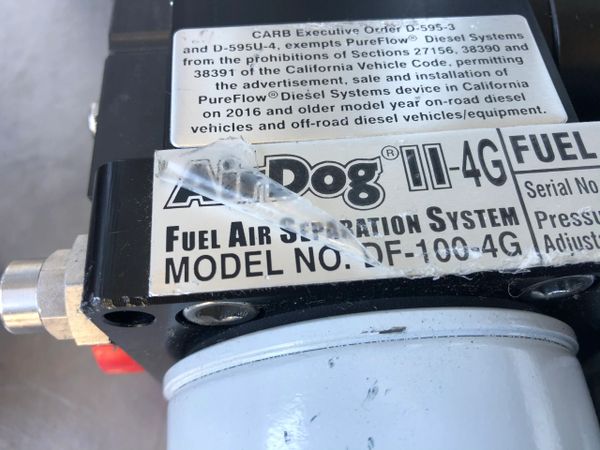 CARB Executive Order D-595-3
and D-595U-4, exempts PureFlow® Diesel Systems
from the prohibitions of Sections 27156, 38390 and
38391 of the California Vehicle Code, permitting
the advertisement, sale and installation of
PureFlow® Diesel Systems device in California
on 2016 and older model year on-road diesel
vehicles and off-road diesel vehicles/equipment.
AirDog® II-4G
FUEL AIR SEPARATION SYSTEM
MODEL NO. DF-100-4G
FUEL
Serial No
Pressu
Adjust